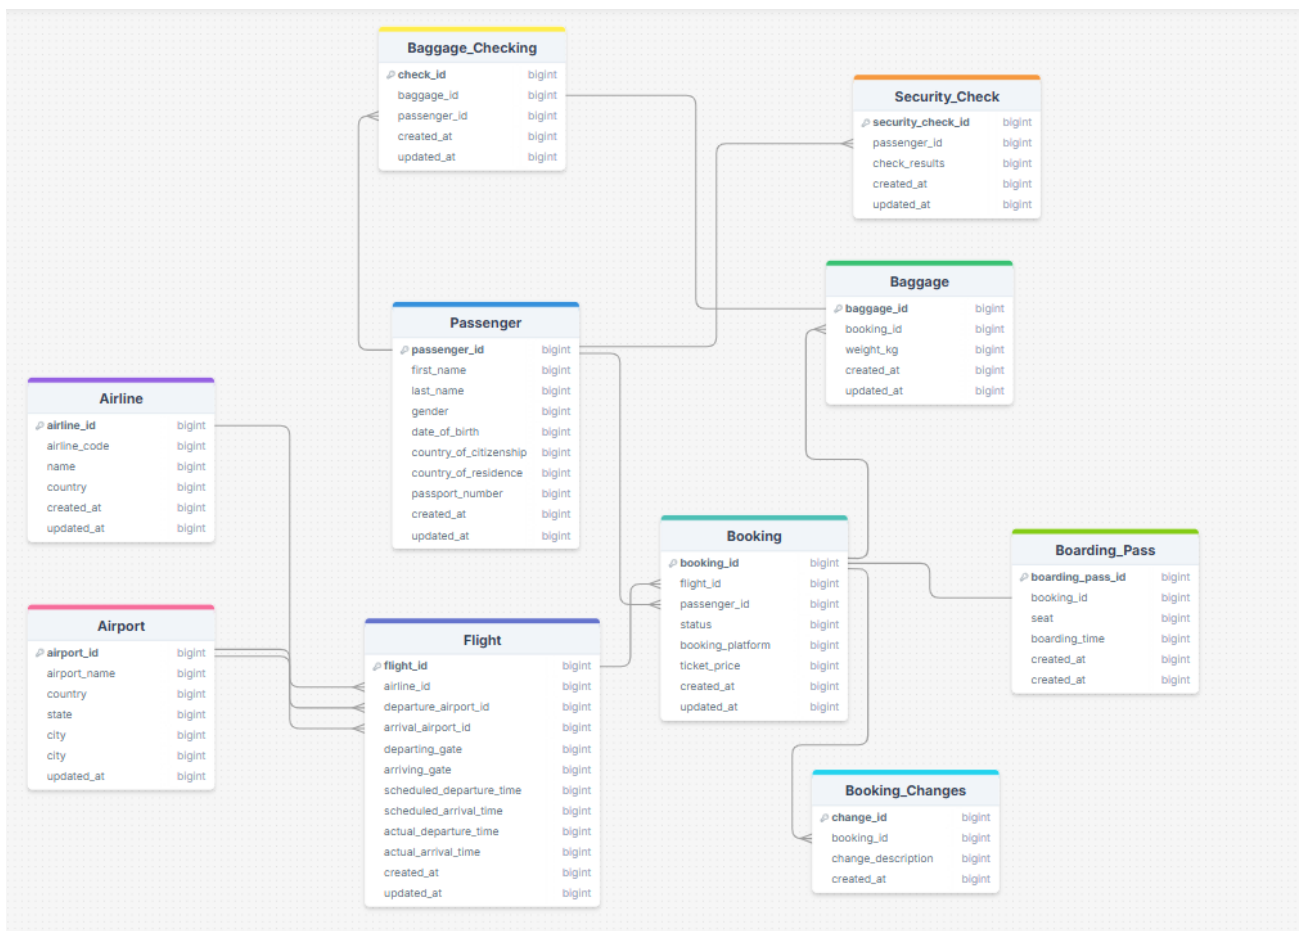 Baggage_Checking
check_id bigint
baggage_id bigint
passenger_id bigint
created_at bigint
updated_at bigint
Security_Check
security_check_id bigint
passenger_id bigint
check_results bigint
created_at bigint
updated_at bigint
Baggage
baggage_id bigint
booking_id bigint
weight_kg bigint
created_at bigint
updated_at bigint
Passenger
passenger_id bigint
first_name bigint
last_name bigint
gender bigint
date_of_birth bigint
country_of_citizenship bigint
country_of_residence bigint
passport_number bigint
created_at bigint
updated_at bigint
Airline
airline_id bigint
airline_code bigint
name bigint
country bigint
created_at bigint
updated_at bigint
Booking
booking_id bigint
flight_id bigint
passenger_id bigint
status bigint
booking_platform bigint
ticket_price bigint
created_at bigint
updated_at bigint
Boarding_Pass
boarding_pass_id bigint
booking_id bigint
seat bigint
boarding_time bigint
created_at bigint
created_at bigint
Airport
airport_id bigint
airport_name bigint
country bigint
state bigint
city bigint
city bigint
updated_at bigint
Flight
flight_id bigint
airline_id bigint
departure_airport_id bigint
arrival_airport_id bigint
departing_gate bigint
arriving_gate bigint
scheduled_departure_time bigint
scheduled_arrival_time bigint
actual_departure_time bigint
actual_arrival_time bigint
created_at bigint
updated_at bigint
Booking_Changes
change_id bigint
booking_id bigint
change_description bigint
created_at bigint